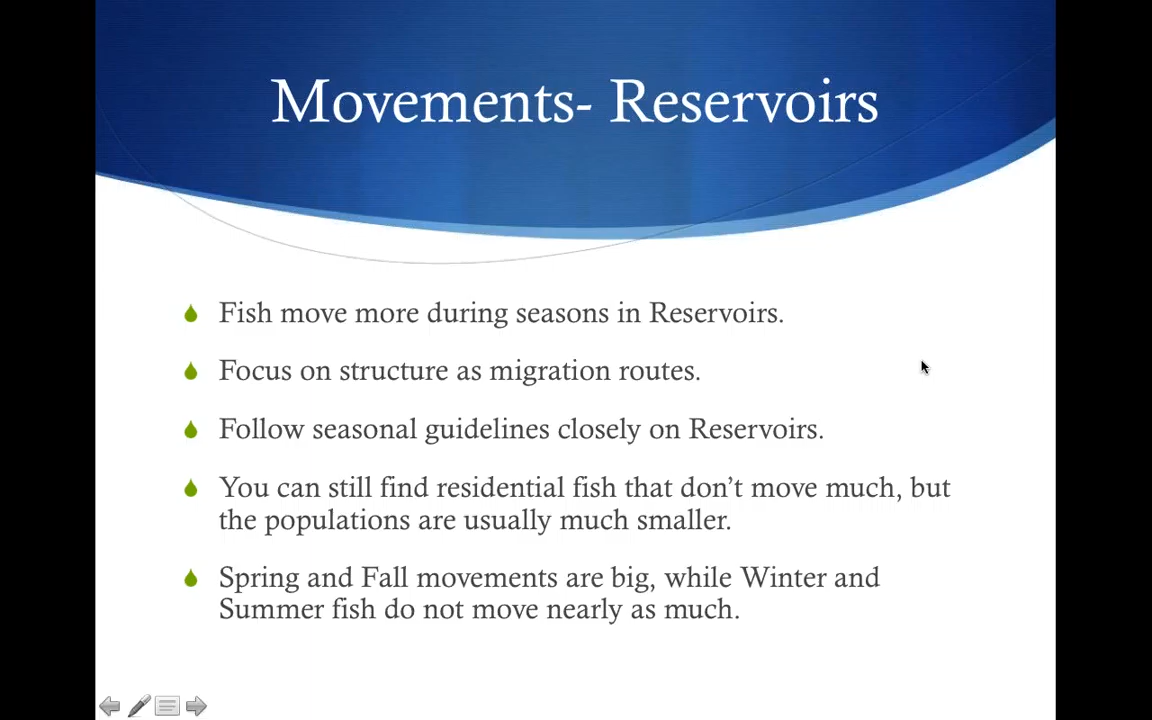 Movements- Reservoirs
Fish move more during seasons in Reservoirs.
Focus on structure as migration routes.
Follow seasonal guidelines closely on Reservoirs.
You can still find residential fish that don’t move much, but
the populations are usually much smaller.
Spring and Fall movements are big, while Winter and
Summer fish do not move nearly as much.